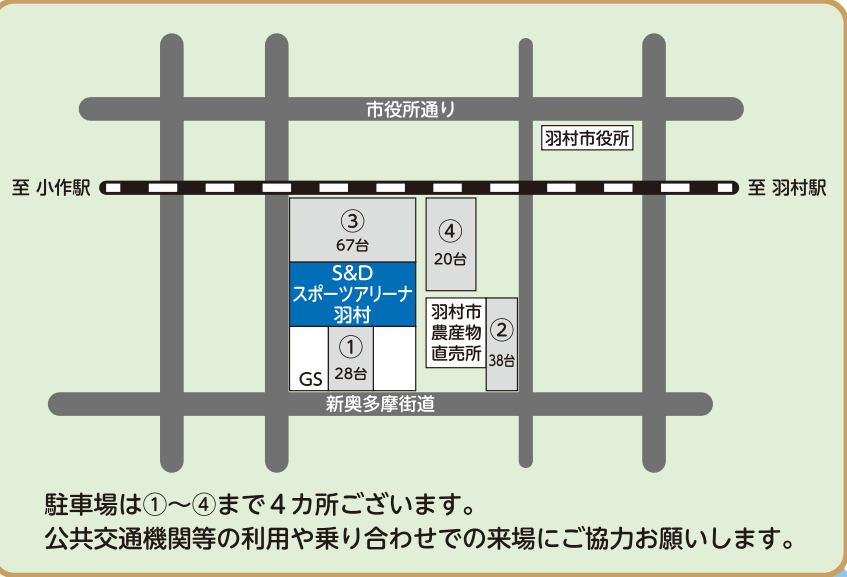 市役所通り
羽村市役所
至 小作駅
至 羽村駅
③
67台
④
20台
S&D
スポーツアリーナ
羽村
羽村市
農産物
直売所
②
38台
①
28台
GS
新奥多摩街道
駐車場は①～④まで４カ所ございます。
公共交通機関等の利用や乗り合わせでの来場にご協力お願いします。